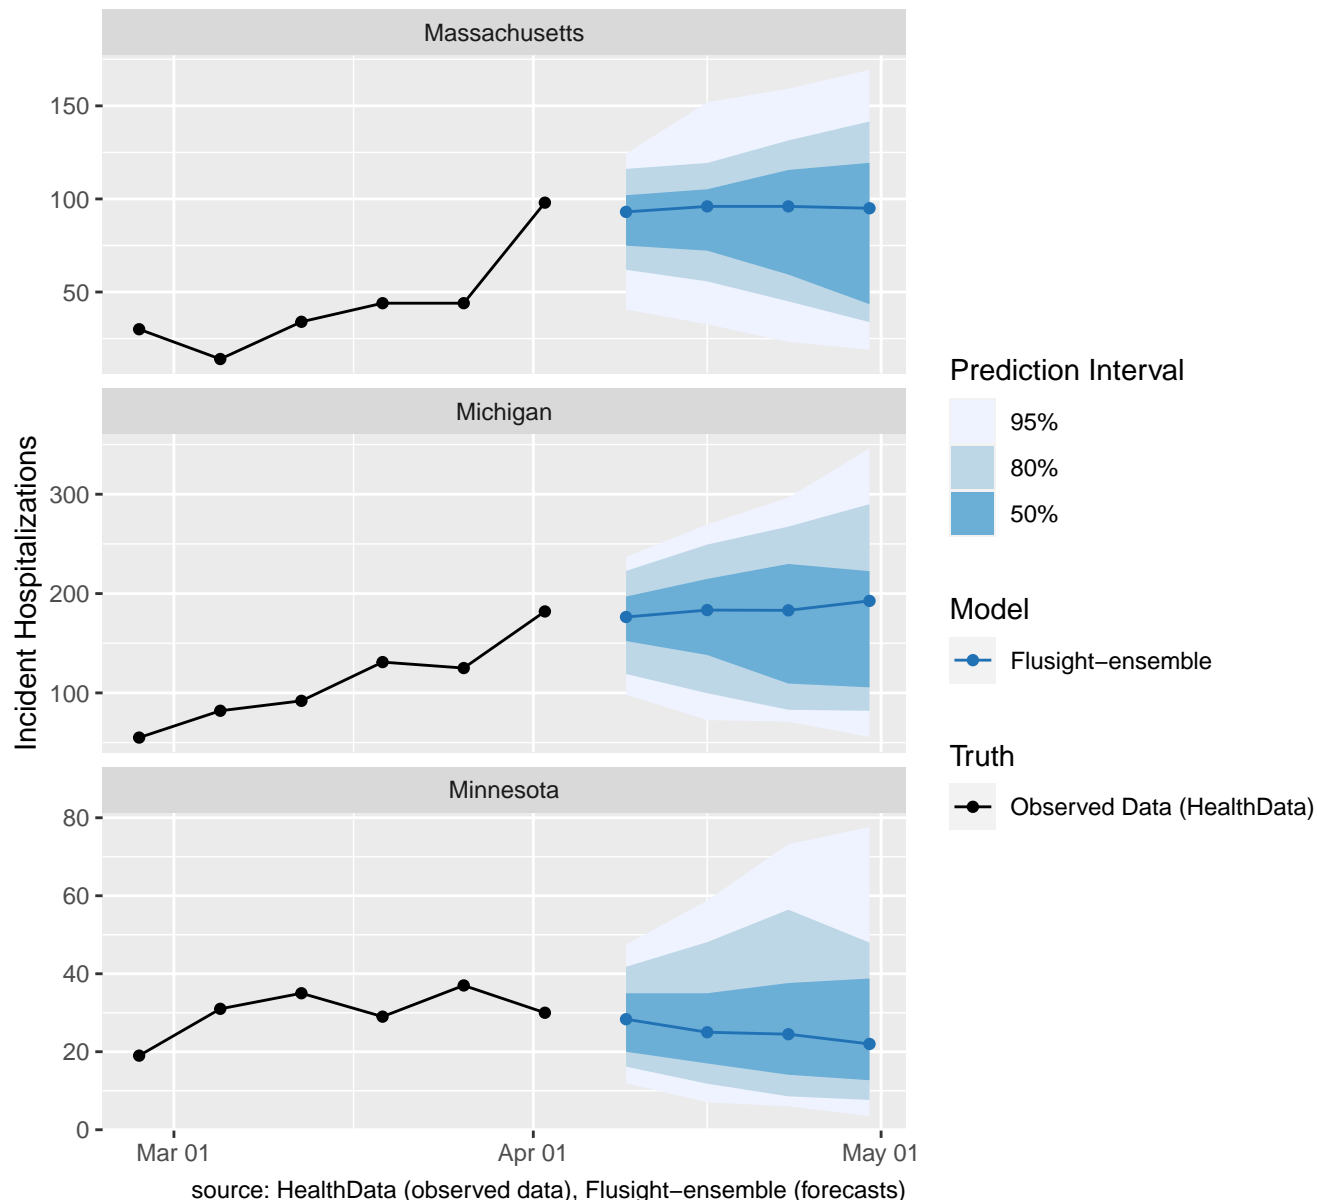 Massachusetts
150
100
50
Michigan
300
200
100
Minnesota
80
60
40
20
0
Mar 01
Apr 01
May 01
Incident Hospitalizations
source: HealthData (observed data), Flusight−ensemble (forecasts)
Prediction Interval
95%
80%
50%
Model
Flusight−ensemble
Truth
Observed Data (HealthData)